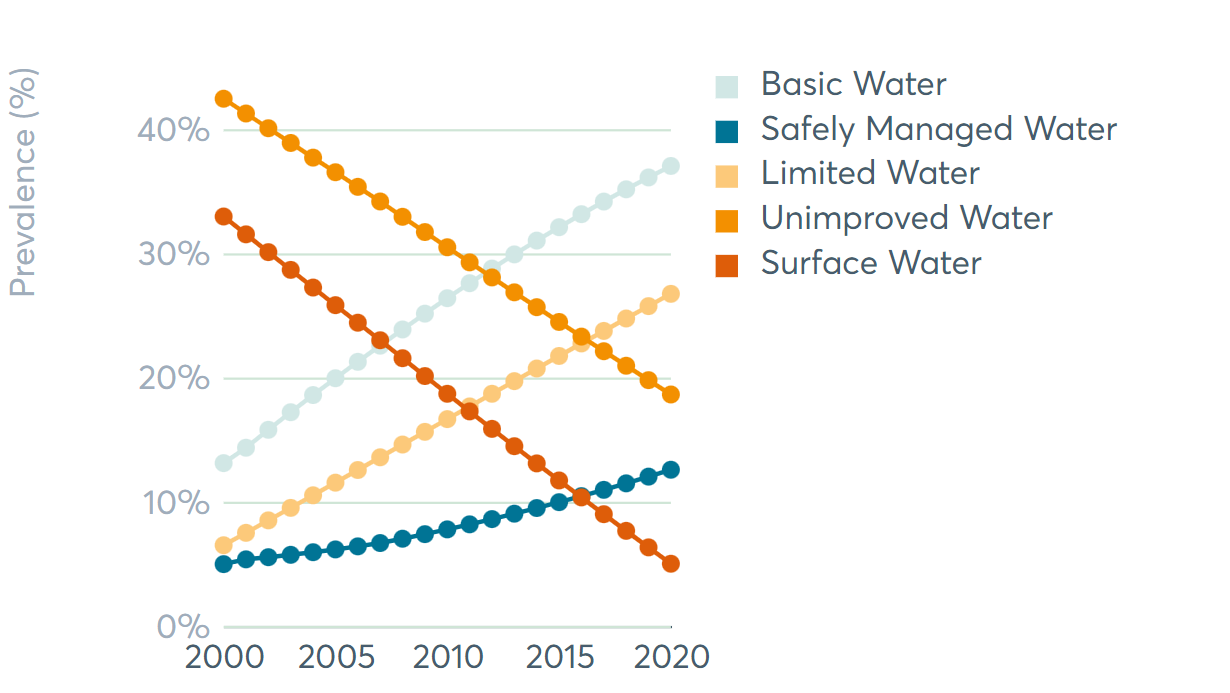 Prevalence (%)
40%
30%
20%
10%
0%
2000 2005 2010 2015 2020
Basic Water
Safely Managed Water
Limited Water
Unimproved Water
Surface Water